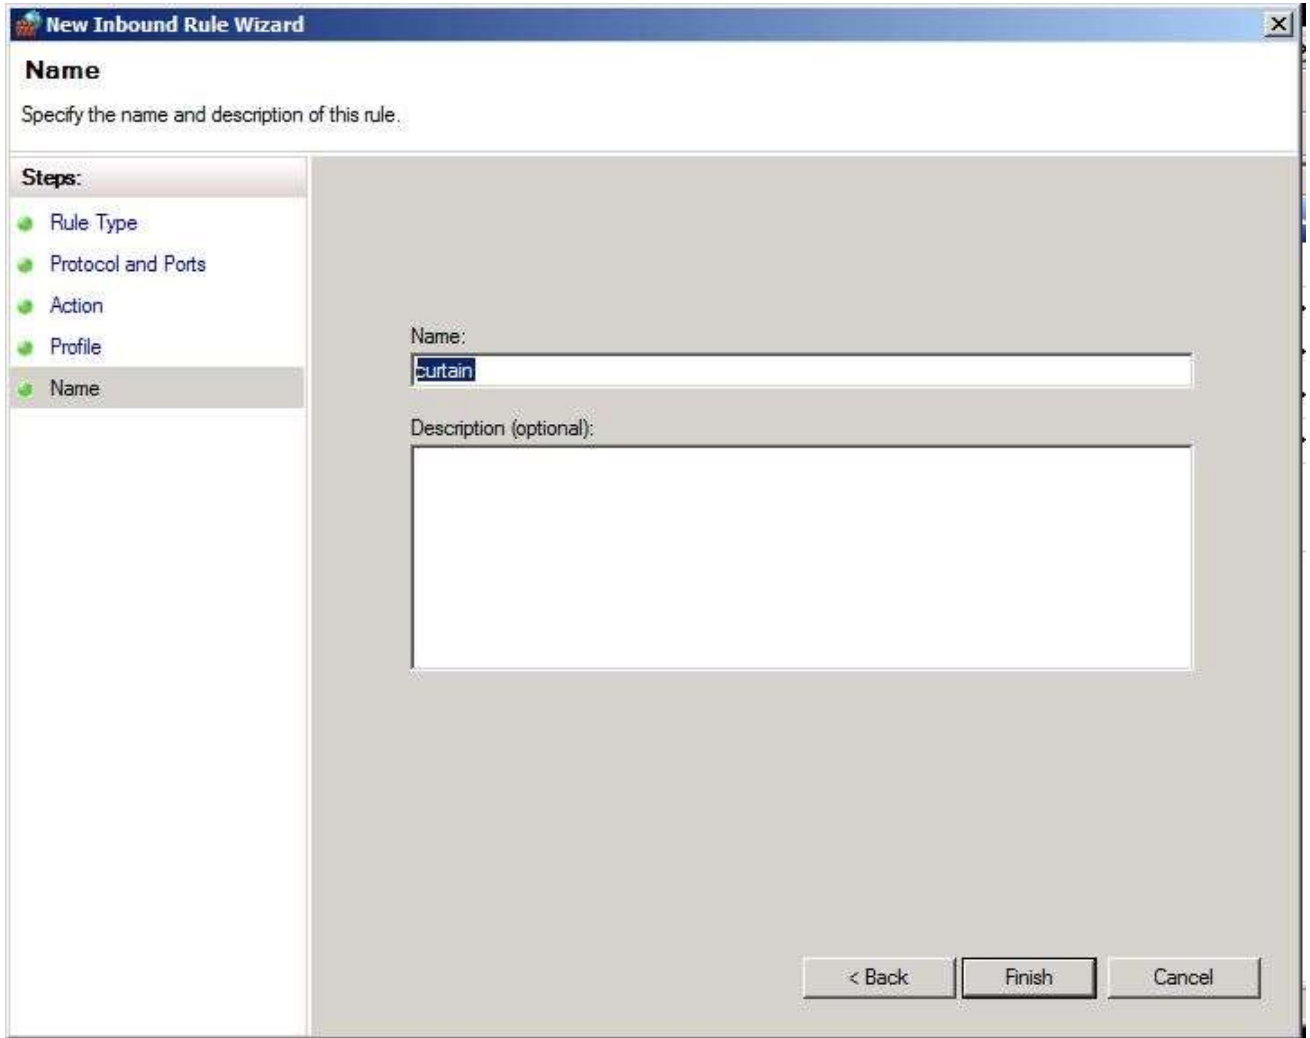 New Inbound Rule Wizard
Name
Specify the name and description of this rule.
Steps:
Rule Type
Protocol and Ports
Action
Profile
Name
Name:
curtain
Description (optional):
< Back
Finish
Cancel